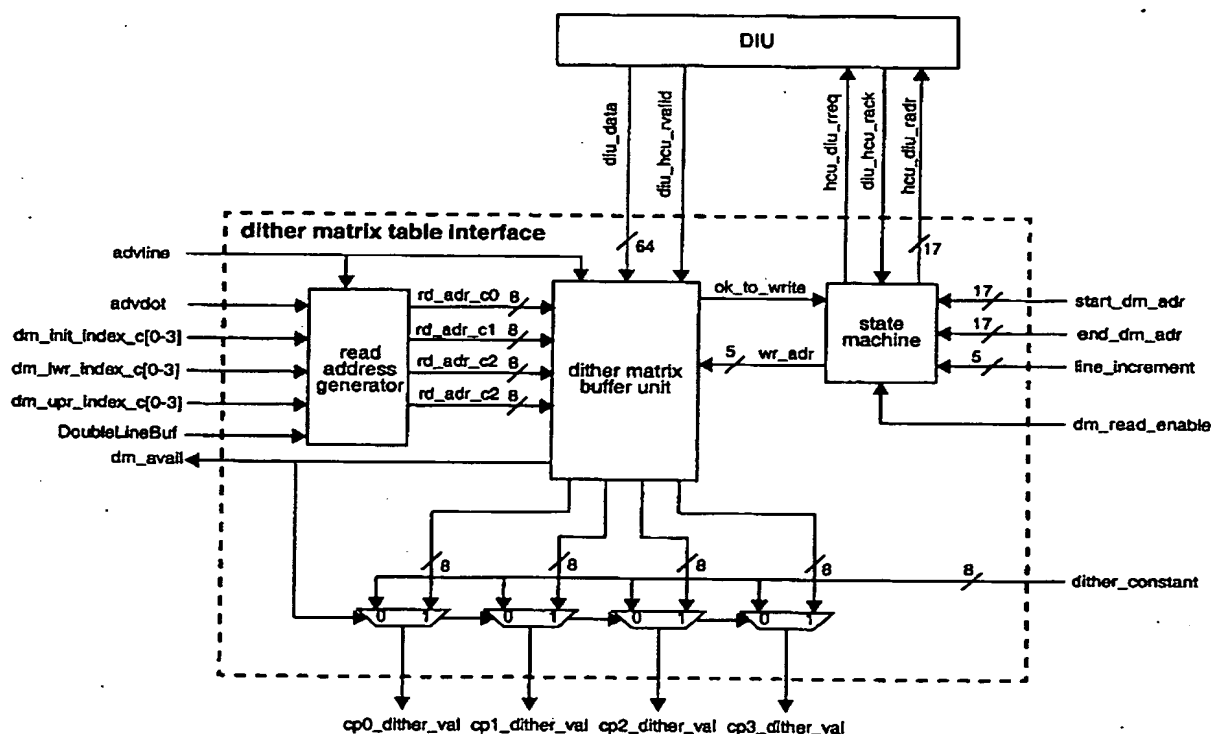 DIU
diu_data
diu_hcu_rvalid
hcu_diu_rreq
diu_hcu_rack
hcu_diu_radr
64
17
dither matrix table interface
advline
advdot
dm_init_index_c[0-3]
dm_lwr_index_c[0-3]
dm_upr_index_c[0-3]
DoubleLineBuf
dm_avail
read
address
generator
rd_adr_c0 8
rd_adr_c1 8
rd_adr_c2 8
rd_adr_c2 8
dither matrix
buffer unit
ok_to_write
5 wr_adr
state
machine
17 start_dm_adr
17 end_dm_adr
5 line_increment
dm_read_enable
8 8 8 8
8 dither_constant
0 1 0 1 0 1 0 1
cp0_dither_val cp1_dither_val cp2_dither_val cp3_dither_val